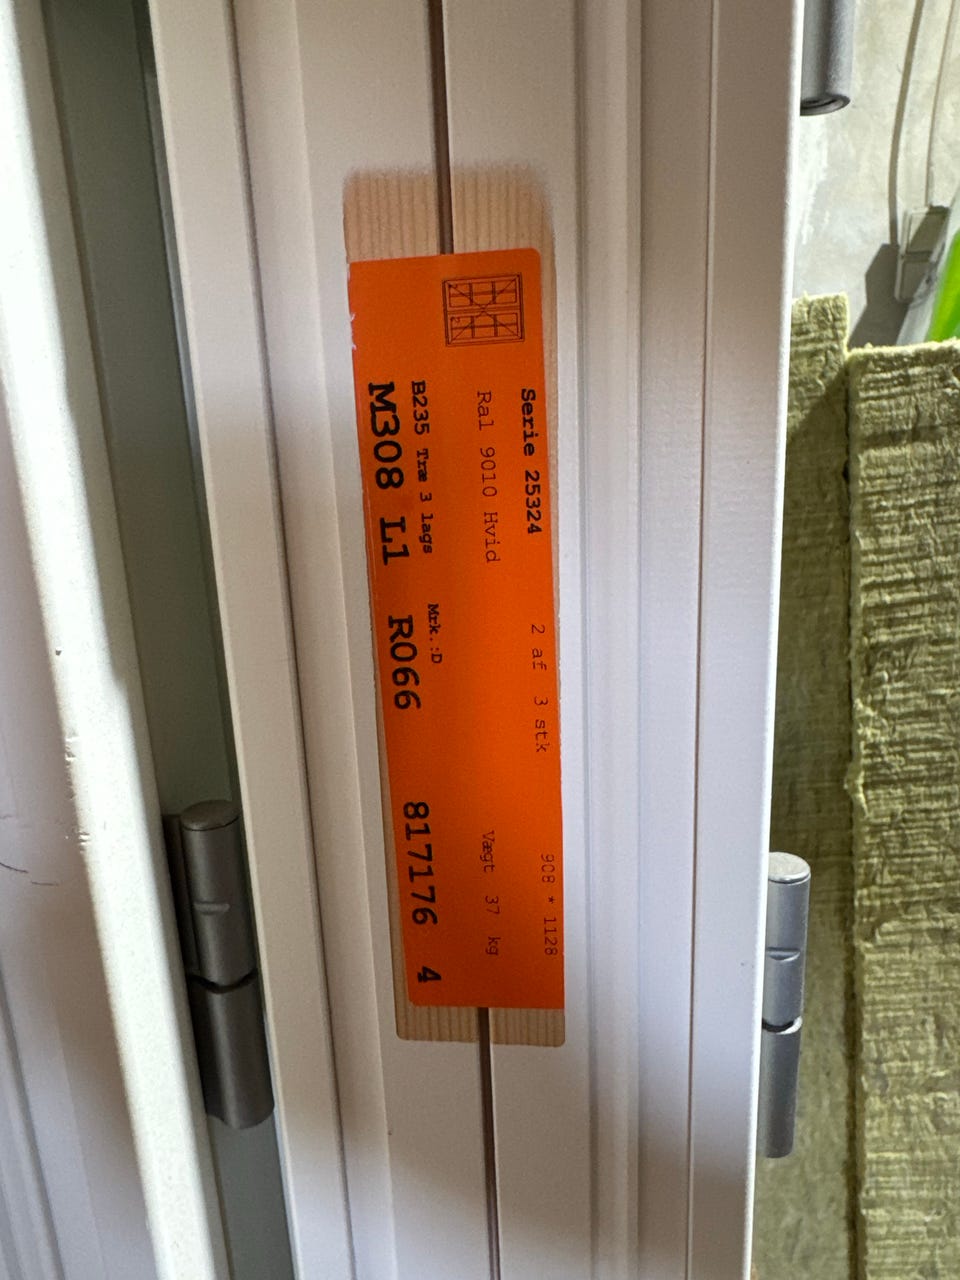 Serie 25324 2 af 3 stk 908 * 1128
Ral 9010 Hvid Vægt 37 kg
B235 Træ 3 lags Mrk.:D
M308 L1 R066 817176 4